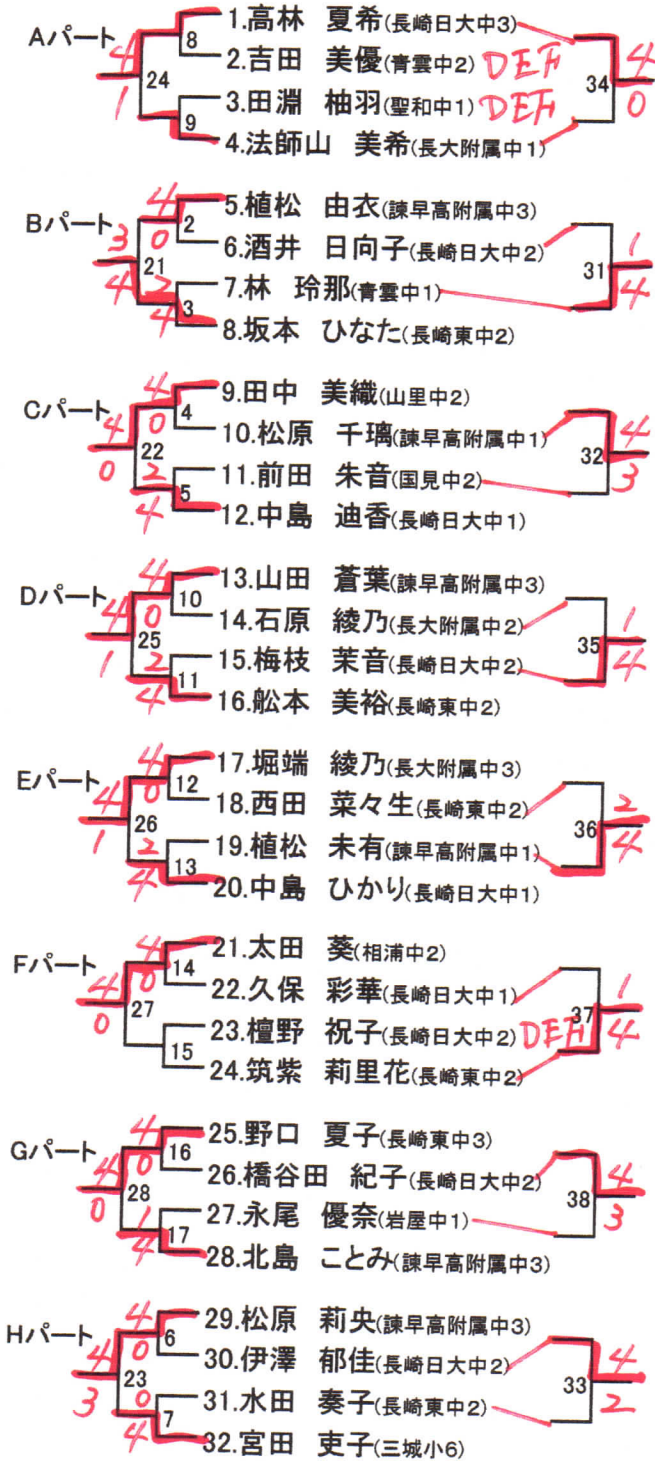 Aパート 4 1 24 8 9
1.高林 夏希(長崎日大中3)
2.吉田 美優(青雲中2) DEF
3.田淵 柚羽(聖和中1) DEF
4.法師山 美希(長大附属中1)
34 4 0
Bパート 3 4 21 4 0 2 2 4 3
5.植松 由衣(諫早高附属中3)
6.酒井 日向子(長崎日大中2)
7.林 玲那(青雲中1)
8.坂本 ひなた(長崎東中2)
31 1 4
Cパート 4 0 22 4 0 4 2 4 5
9.田中 美織(山里中2)
10.松原 千璃(諫早高附属中1)
11.前田 朱音(国見中2)
12.中島 迪香(長崎日大中1)
32 4 3
Dパート 4 1 25 4 0 10 2 4 11
13.山田 蒼葉(諫早高附属中3)
14.石原 綾乃(長大附属中2)
15.梅枝 茉音(長崎日大中2)
16.舩本 美裕(長崎東中2)
35 1 4
Eパート 4 1 26 4 0 12 2 4 13
17.堀端 綾乃(長大附属中3)
18.西田 菜々生(長崎東中2)
19.植松 未有(諫早高附属中1)
20.中島 ひかり(長崎日大中1)
36 2 4
Fパート 4 0 27 4 0 14 15
21.太田 葵(相浦中2)
22.久保 彩華(長崎日大中1)
23.檀野 祝子(長崎日大中2) DEF
24.筑紫 莉里花(長崎東中2)
37 1 4
Gパート 4 0 28 4 0 16 1 4 17
25.野口 夏子(長崎東中3)
26.橋谷田 紀子(長崎日大中2)
27.永尾 優奈(岩屋中1)
28.北島 ことみ(諫早高附属中3)
38 4 3
Hパート 4 3 23 4 0 6 0 4 7
29.松原 莉央(諫早高附属中3)
30.伊澤 郁佳(長崎日大中2)
31.水田 奏子(長崎東中2)
32.宮田 吏子(三城小6)
33 4 2